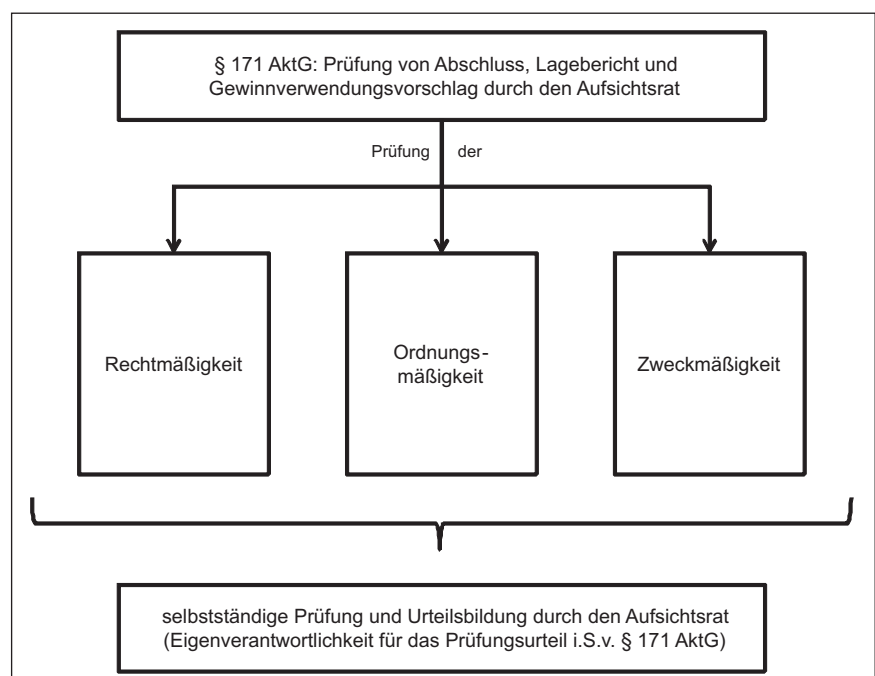 § 171 AktG: Prüfung von Abschluss, Lagebericht und
Gewinnverwendungsvorschlag durch den Aufsichtsrat
Prüfung der
Rechtmäßigkeit
Ordnungs-
mäßigkeit
Zweckmäßigkeit
selbstständige Prüfung und Urteilsbildung durch den Aufsichtsrat
(Eigenverantwortlichkeit für das Prüfungsurteil i.S.v. § 171 AktG)